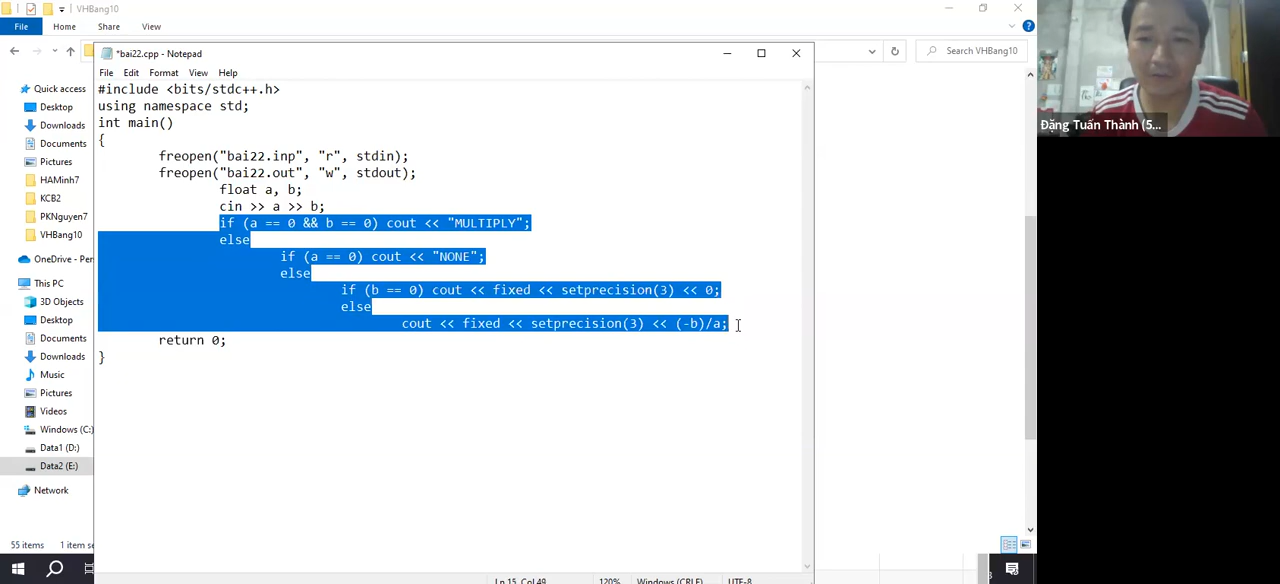 VHBang10
File Home Share View
Search VHBang10
*bai22.cpp - Notepad
File Edit Format View Help
Quick access
Desktop
Downloads
Documents
Pictures
HAMinh7
KCB2
PKNguyen7
VHBang10
OneDrive - Per
This PC
3D Objects
Desktop
Documents
Downloads
Music
Pictures
Videos
Windows (C:)
Data1 (D:)
Data2 (E:)
Network
#include <bits/stdc++.h>
using namespace std;
int main()
{
freopen("bai22.inp", "r", stdin);
freopen("bai22.out", "w", stdout);
float a, b;
cin >> a >> b;
if (a == 0 && b == 0) cout << "MULTIPLY";
else
if (a == 0) cout << "NONE";
else
if (b == 0) cout << fixed << setprecision(3) << 0;
else
cout << fixed << setprecision(3) << (-b)/a;
return 0;
}
55 items 1 item se
Ln 15, Col 49 120% Windows (CRLF) UTF-8
Đặng Tuấn Thành (5...